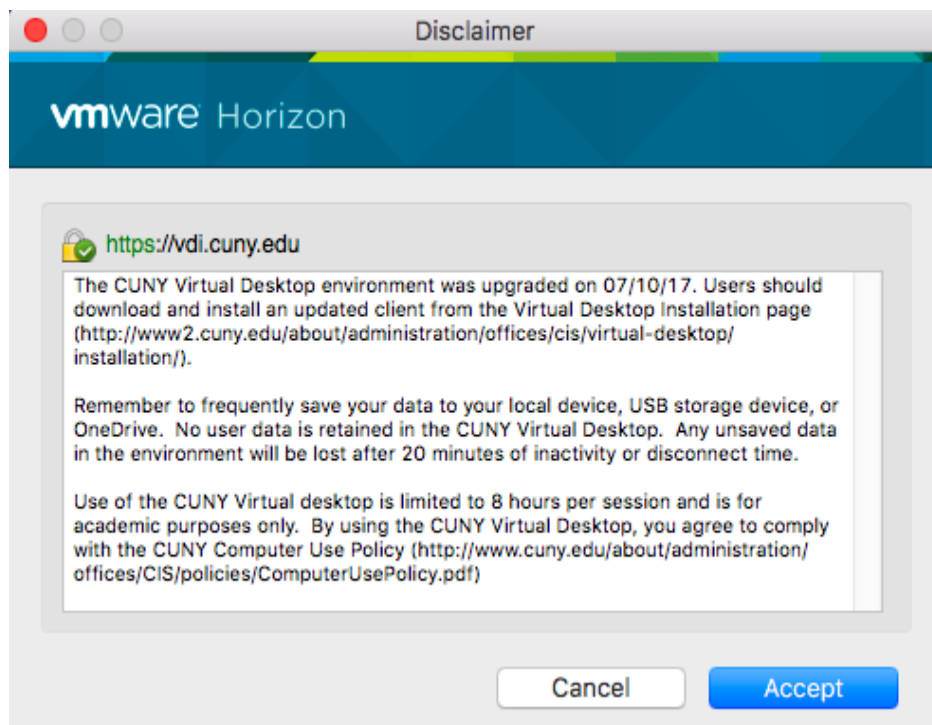 Disclaimer
vmware Horizon
https://vdi.cuny.edu
The CUNY Virtual Desktop environment was upgraded on 07/10/17. Users should
download and install an updated client from the Virtual Desktop Installation page
(http://www2.cuny.edu/about/administration/offices/cis/virtual-desktop/
installation/).
Remember to frequently save your data to your local device, USB storage device, or
OneDrive.  No user data is retained in the CUNY Virtual Desktop.  Any unsaved data
in the environment will be lost after 20 minutes of inactivity or disconnect time.
Use of the CUNY Virtual desktop is limited to 8 hours per session and is for
academic purposes only.  By using the CUNY Virtual Desktop, you agree to comply
with the CUNY Computer Use Policy (http://www.cuny.edu/about/administration/
offices/CIS/policies/ComputerUsePolicy.pdf)
Cancel Accept